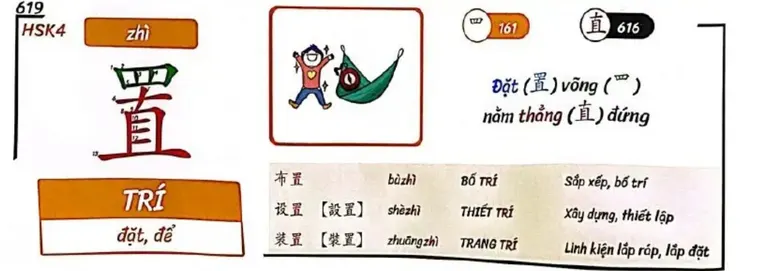 619
HSK4
zhì
置
TRÍ
đặt, để
罒 161
直 616
Đặt (置) võng (罒)
nằm thẳng (直) đứng
布置 bùzhì BỐ TRÍ Sắp xếp, bố trí
设置 【設置】 shèzhì THIẾT TRÍ Xây dựng, thiết lập
装置 【裝置】 zhuāngzhì TRANG TRÍ Linh kiện lắp ráp, lắp đặt